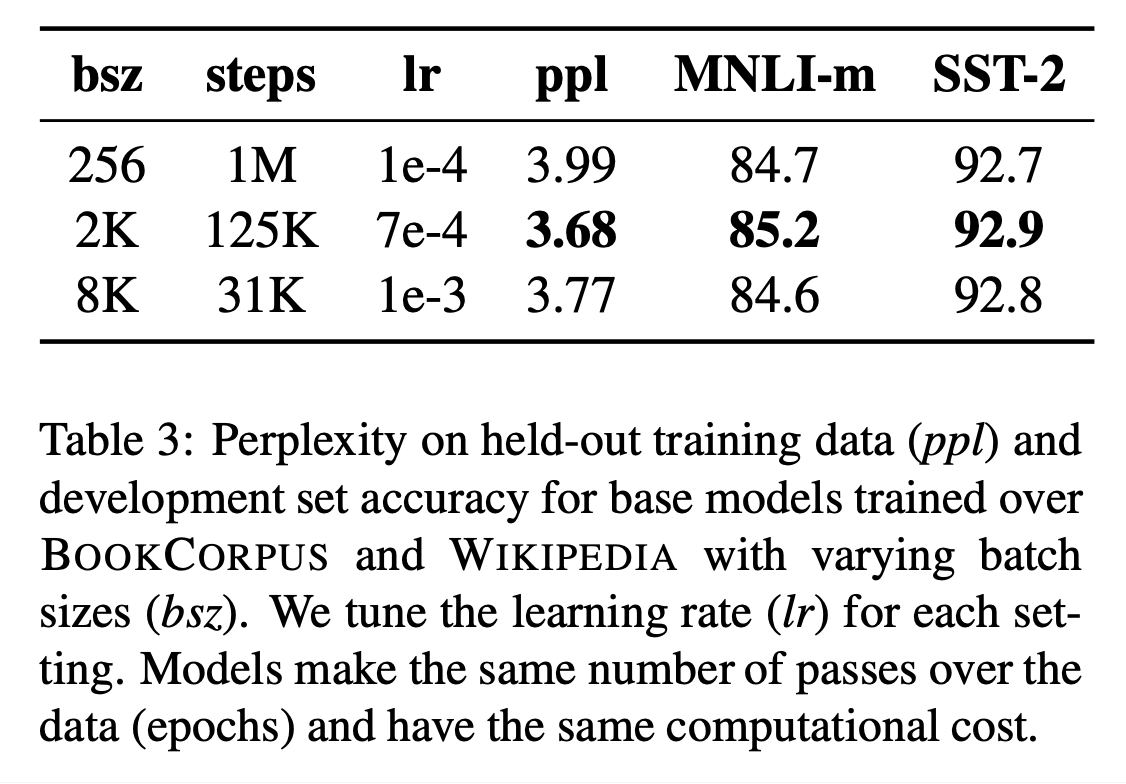 bsz steps lr ppl MNLI-m SST-2
256 1M 1e-4 3.99 84.7 92.7
2K 125K 7e-4 3.68 85.2 92.9
8K 31K 1e-3 3.77 84.6 92.8
Table 3: Perplexity on held-out training data (ppl) and
development set accuracy for base models trained over
BOOKCORPUS and WIKIPEDIA with varying batch
sizes (bsz). We tune the learning rate (lr) for each set-
ting. Models make the same number of passes over the
data (epochs) and have the same computational cost.